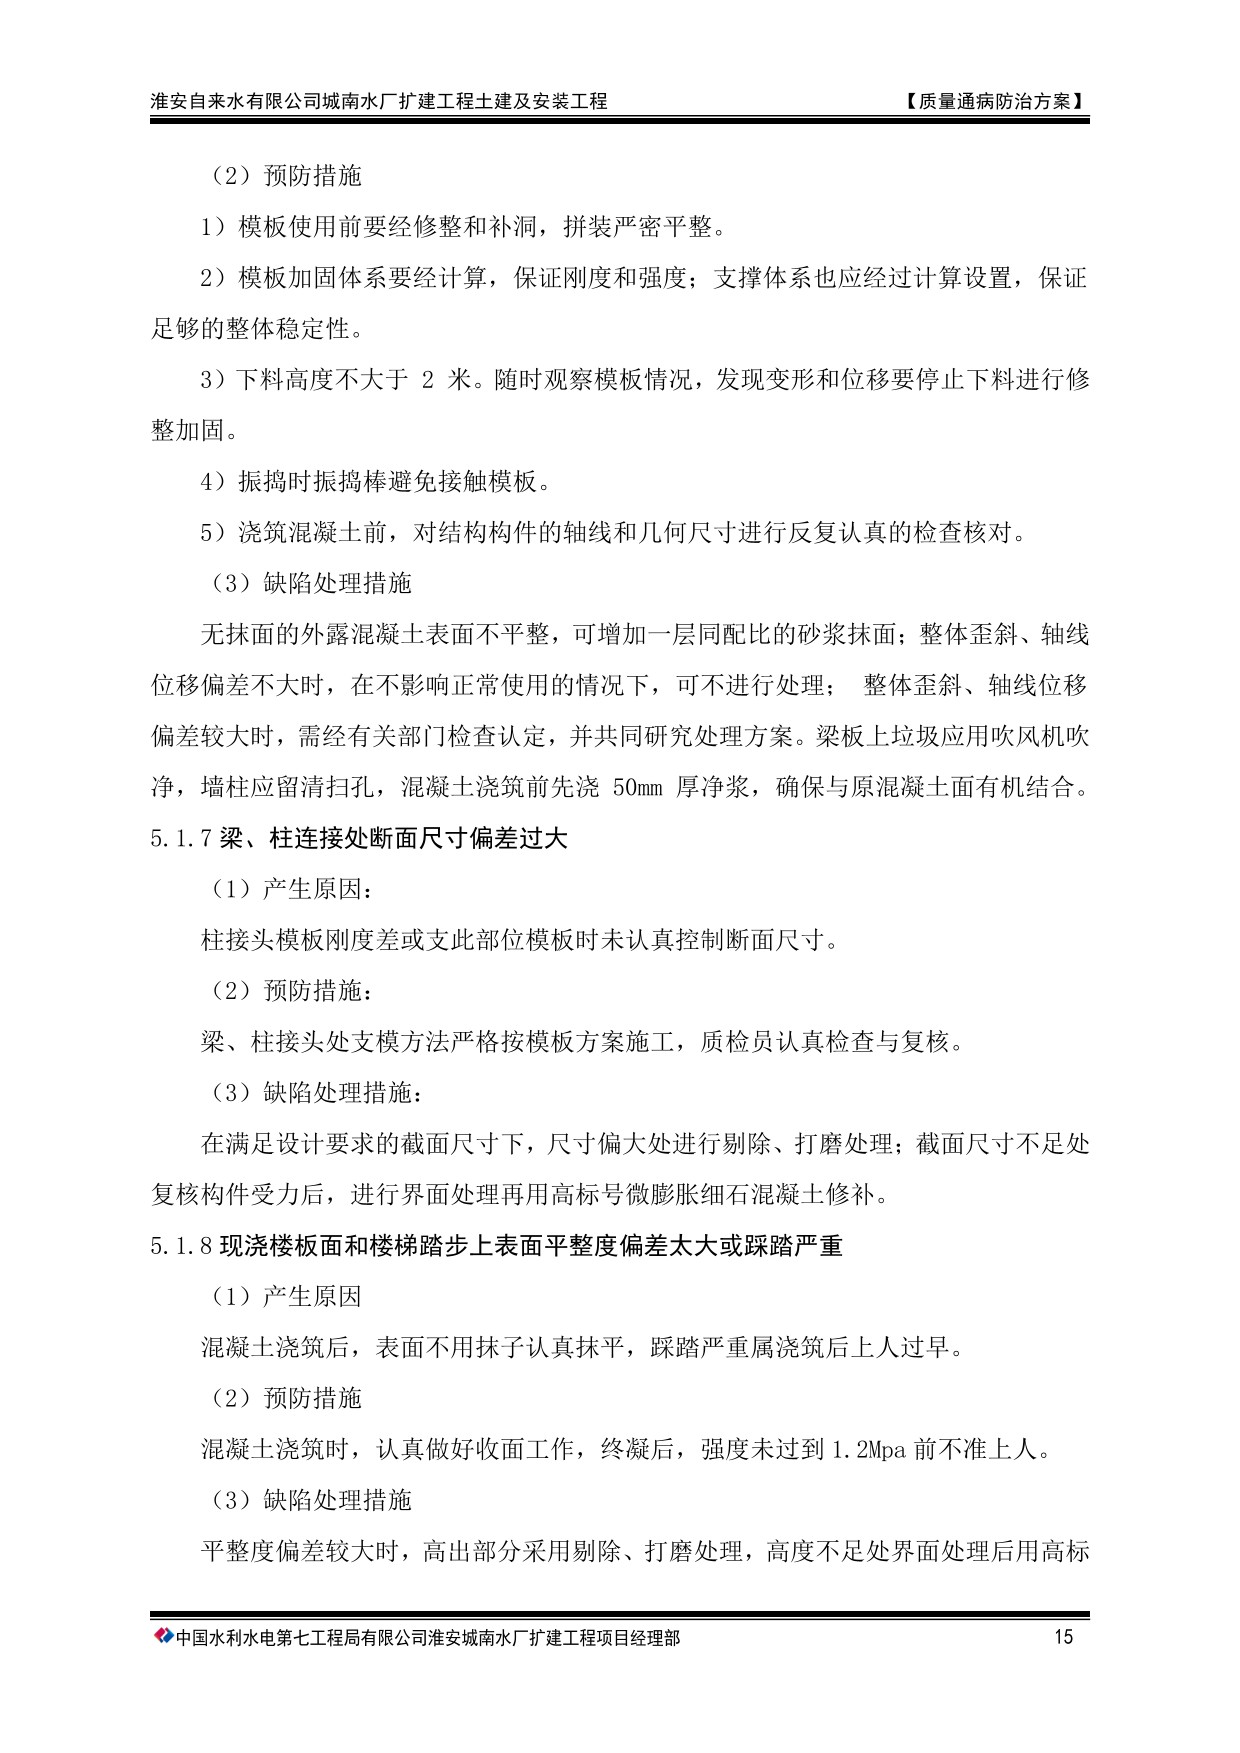 淮安自来水有限公司城南水厂扩建工程土建及安装工程 【质量通病防治方案】
（2）预防措施
1）模板使用前要经修整和补洞，拼装严密平整。
2）模板加固体系要经计算，保证刚度和强度；支撑体系也应经过计算设置，保证
足够的整体稳定性。
3）下料高度不大于 2 米。随时观察模板情况，发现变形和位移要停止下料进行修
整加固。
4）振捣时振捣棒避免接触模板。
5）浇筑混凝土前，对结构构件的轴线和几何尺寸进行反复认真的检查核对。
（3）缺陷处理措施
无抹面的外露混凝土表面不平整，可增加一层同配比的砂浆抹面；整体歪斜、轴线
位移偏差不大时，在不影响正常使用的情况下，可不进行处理； 整体歪斜、轴线位移
偏差较大时，需经有关部门检查认定，并共同研究处理方案。梁板上垃圾应用吹风机吹
净，墙柱应留清扫孔，混凝土浇筑前先浇 50mm 厚净浆，确保与原混凝土面有机结合。
5.1.7 梁、柱连接处断面尺寸偏差过大
（1）产生原因：
柱接头模板刚度差或支此部位模板时未认真控制断面尺寸。
（2）预防措施：
梁、柱接头处支模方法严格按模板方案施工，质检员认真检查与复核。
（3）缺陷处理措施：
在满足设计要求的截面尺寸下，尺寸偏大处进行剔除、打磨处理；截面尺寸不足处
复核构件受力后，进行界面处理再用高标号微膨胀细石混凝土修补。
5.1.8 现浇楼板面和楼梯踏步上表面平整度偏差太大或踩踏严重
（1）产生原因
混凝土浇筑后，表面不用抹子认真抹平，踩踏严重属浇筑后上人过早。
（2）预防措施
混凝土浇筑时，认真做好收面工作，终凝后，强度未过到 1.2Mpa 前不准上人。
（3）缺陷处理措施
平整度偏差较大时，高出部分采用剔除、打磨处理，高度不足处界面处理后用高标
中国水利水电第七工程局有限公司淮安城南水厂扩建工程项目经理部 15